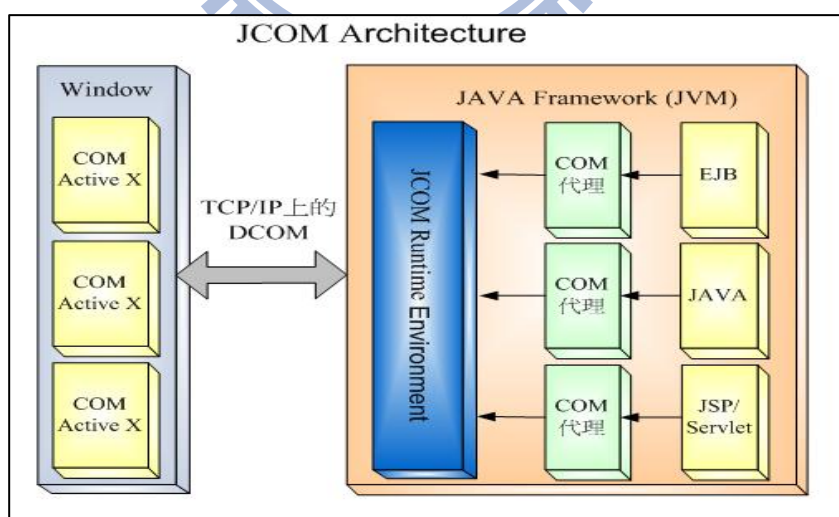 JCOM Architecture
Window
COM
Active X
COM
Active X
COM
Active X
TCP/IP上的
DCOM
JAVA Framework (JVM)
JCOM Runtime Environment
COM
代理
EJB
COM
代理
JAVA
COM
代理
JSP/
Servlet